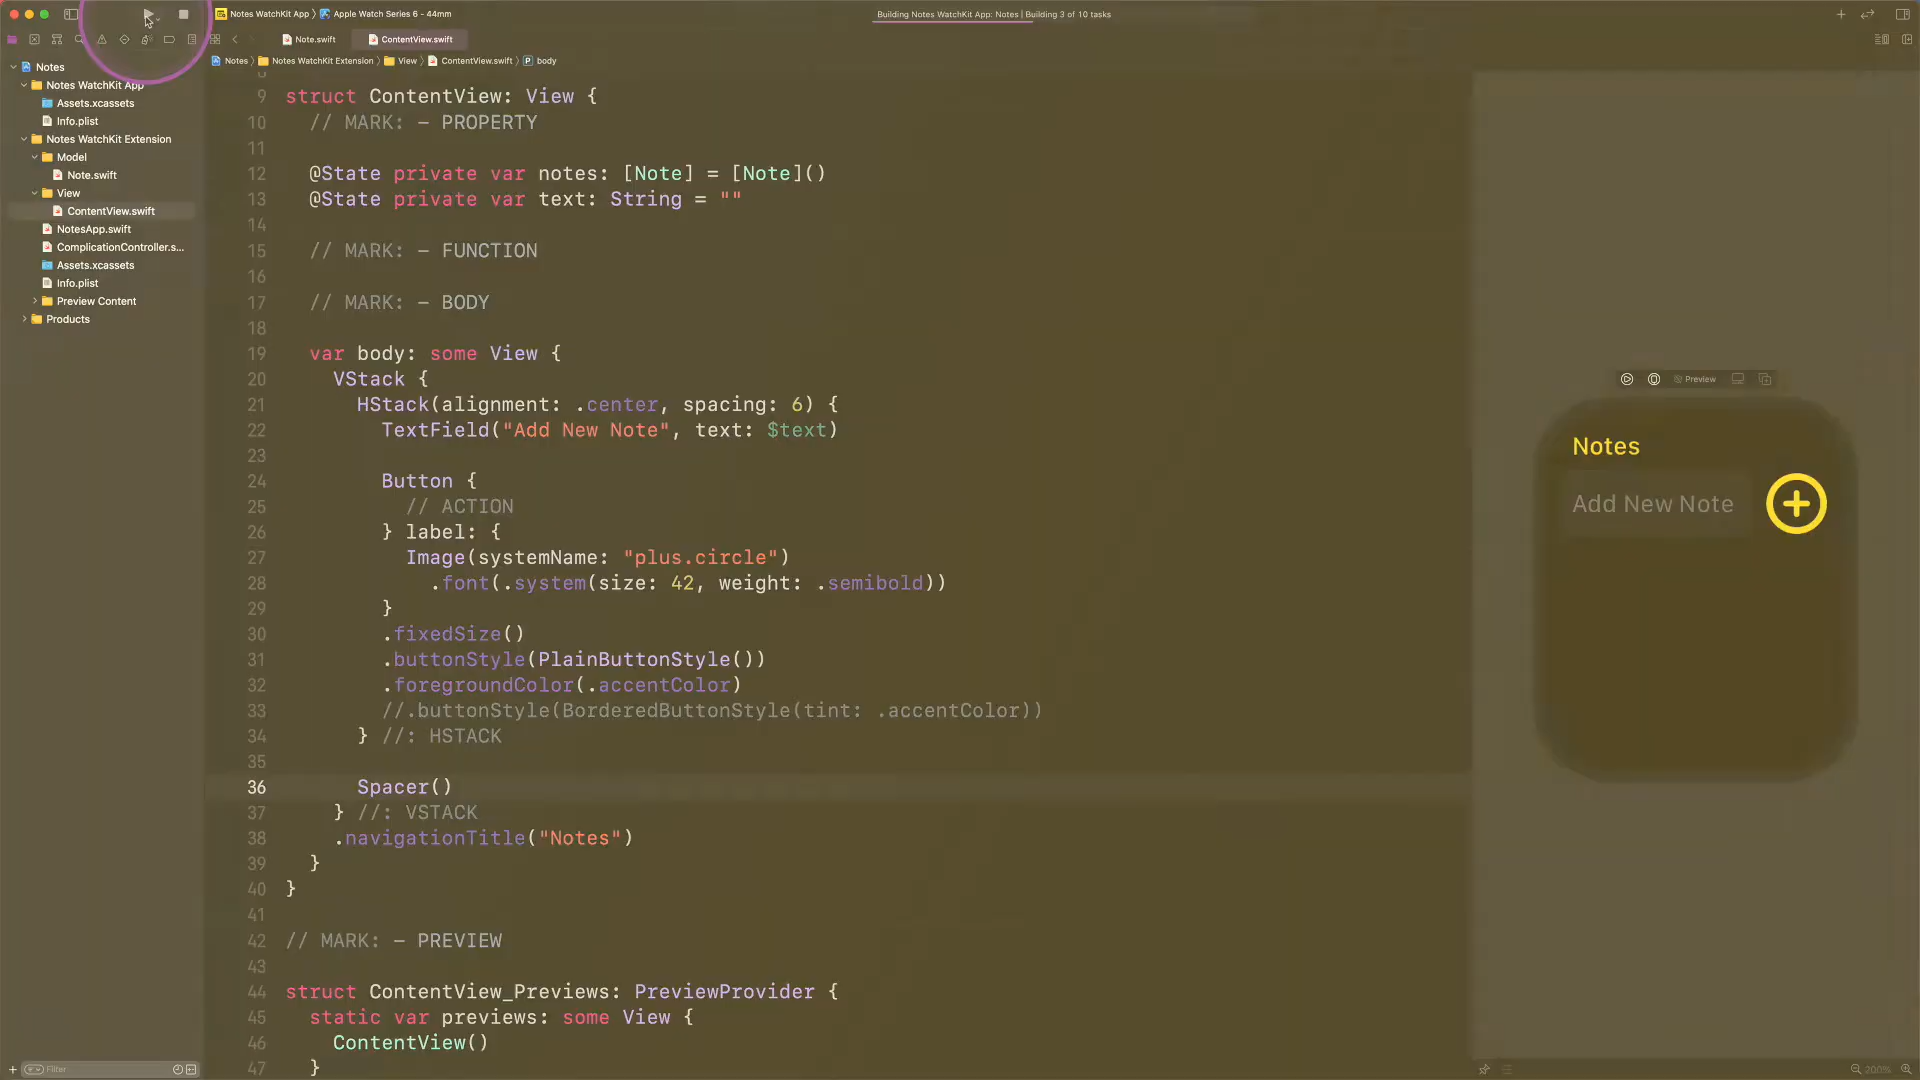 Notes WatchKit App
Apple Watch Series 6 - 44mm
Building Notes WatchKit App: Notes | Building 3 of 10 tasks
Note.swift
ContentView.swift
Notes
Notes WatchKit Extension
View
ContentView.swift
P body
Notes
Notes WatchKit App
Assets.xcassets
Info.plist
Notes WatchKit Extension
Model
Note.swift
View
ContentView.swift
NotesApp.swift
ComplicationController.s...
Assets.xcassets
Info.plist
Preview Content
Products
9 struct ContentView: View {
10 // MARK: - PROPERTY
11
12 @State private var notes: [Note] = [Note]()
13 @State private var text: String = ""
14
15 // MARK: - FUNCTION
16
17 // MARK: - BODY
18
19 var body: some View {
20 VStack {
21 HStack(alignment: .center, spacing: 6) {
22 TextField("Add New Note", text: $text)
23
24 Button {
25 // ACTION
26 } label: {
27 Image(systemName: "plus.circle")
28 .font(.system(size: 42, weight: .semibold))
29 }
30 .fixedSize()
31 .buttonStyle(PlainButtonStyle())
32 .foregroundColor(.accentColor)
33 //.buttonStyle(BorderedButtonStyle(tint: .accentColor))
34 } //: HSTACK
35
36 Spacer()
37 } //: VSTACK
38 .navigationTitle("Notes")
39 }
40 }
41
42 // MARK: - PREVIEW
43
44 struct ContentView_Previews: PreviewProvider {
45 static var previews: some View {
46 ContentView()
47 }
Preview
Notes
Add New Note
Filter
200%